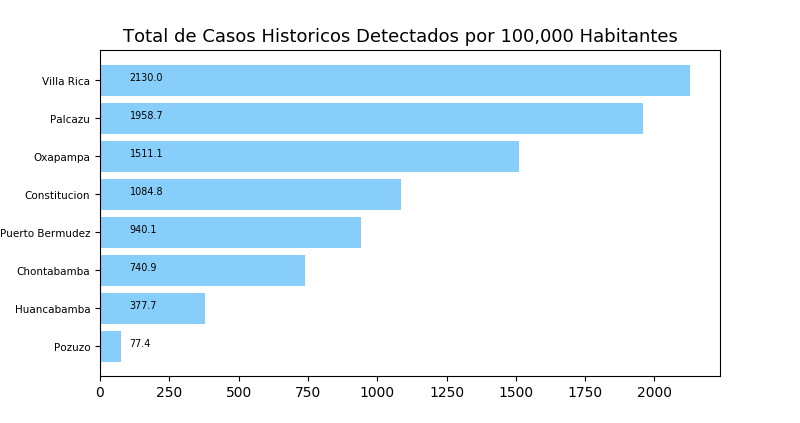 Total de Casos Historicos Detectados por 100,000 Habitantes
Villa Rica 2130.0
Palcazu 1958.7
Oxapampa 1511.1
Constitucion 1084.8
Puerto Bermudez 940.1
Chontabamba 740.9
Huancabamba 377.7
Pozuzo 77.4
0 250 500 750 1000 1250 1500 1750 2000